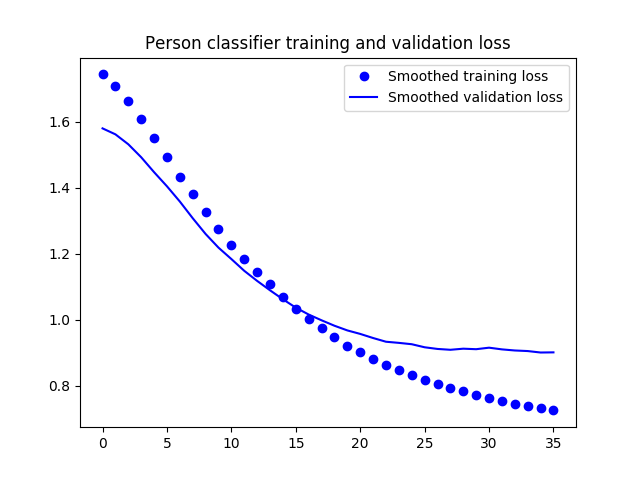 Person classifier training and validation loss
Smoothed training loss
Smoothed validation loss
1.6
1.4
1.2
1.0
0.8
0 5 10 15 20 25 30 35